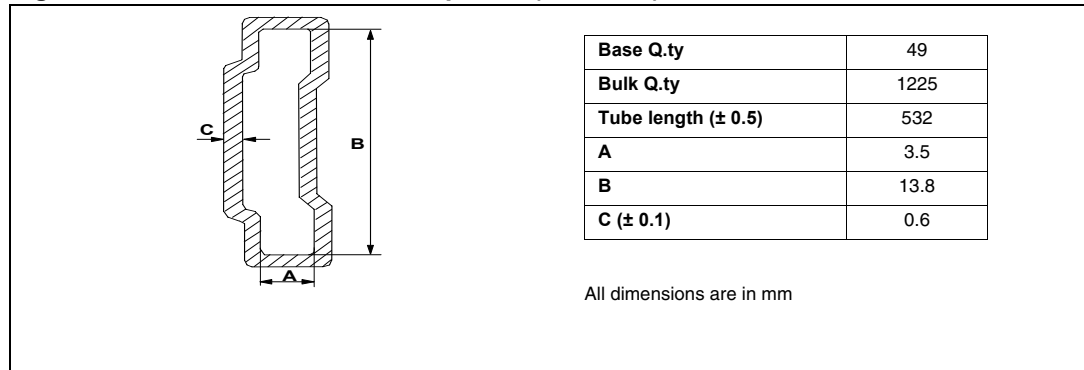 C
B
A
Base Q.ty 49
Bulk Q.ty 1225
Tube length (± 0.5) 532
A 3.5
B 13.8
C (± 0.1) 0.6
All dimensions are in mm